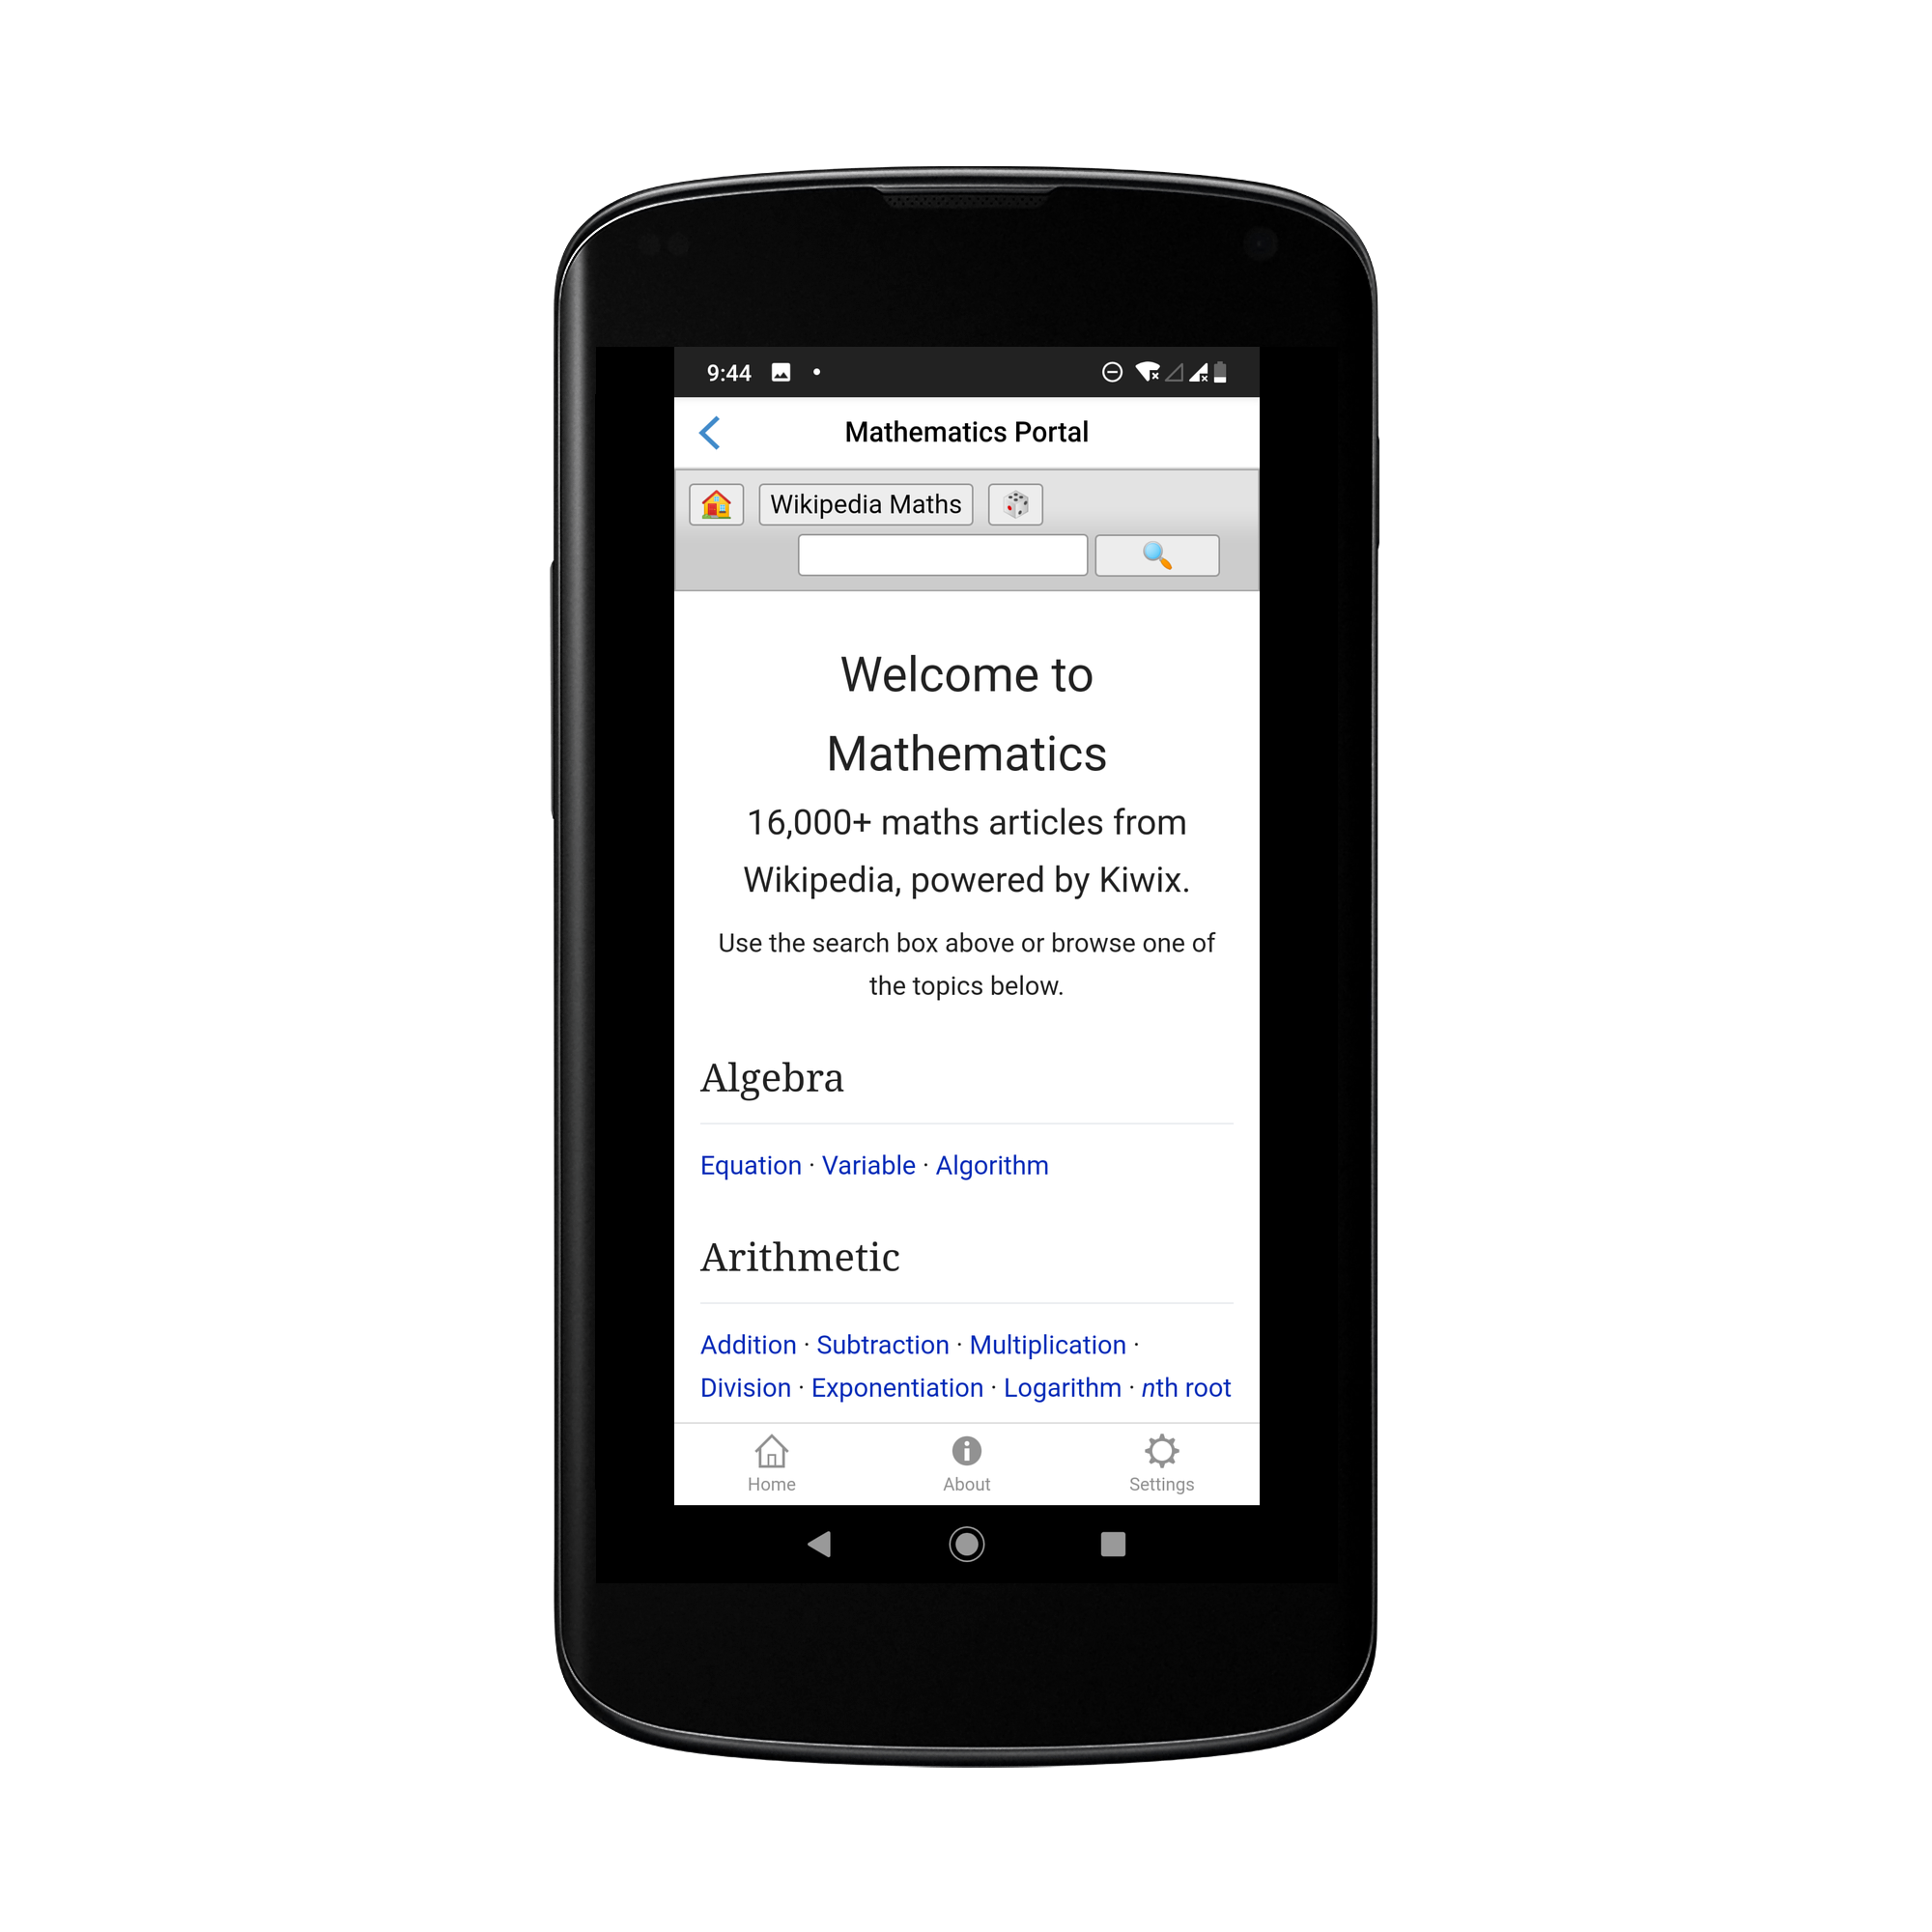 9:44
Mathematics Portal
Wikipedia Maths
Welcome to
Mathematics
16,000+ maths articles from
Wikipedia, powered by Kiwix.
Use the search box above or browse one of
the topics below.
Algebra
Equation · Variable · Algorithm
Arithmetic
Addition · Subtraction · Multiplication ·
Division · Exponentiation · Logarithm · nth root
Home About Settings